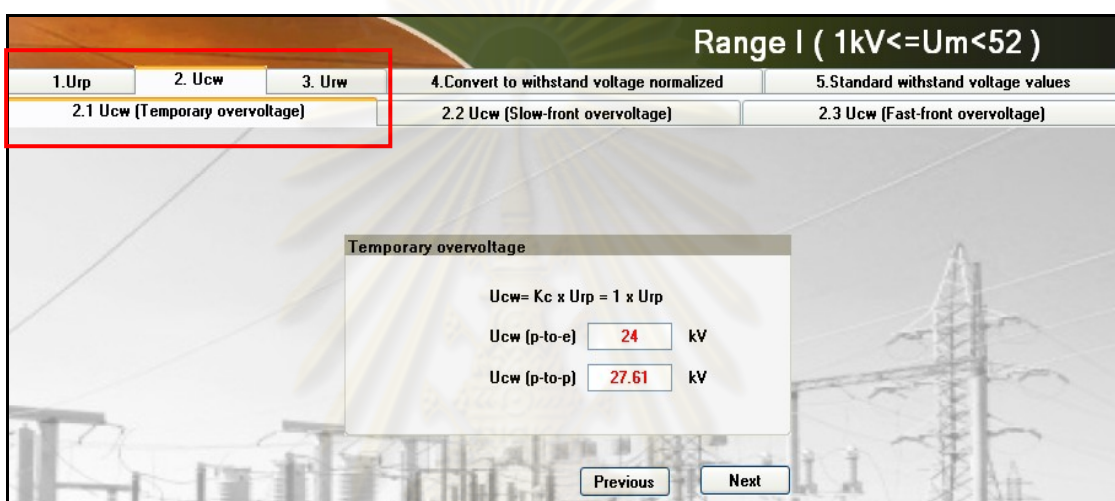 Range I ( 1kV<=Um<52 )
1.Urp 2. Ucw 3. Urw 4.Convert to withstand voltage normalized 5.Standard withstand voltage values
2.1 Ucw (Temporary overvoltage) 2.2 Ucw (Slow-front overvoltage) 2.3 Ucw (Fast-front overvoltage)
Temporary overvoltage
Ucw= Kc x Urp = 1 x Urp
Ucw (p-to-e) 24 kV
Ucw (p-to-p) 27.61 kV
Previous Next